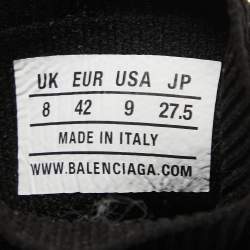 UK EUR USA JP
8 42 9 27.5
MADE IN ITALY
WWW.BALENCIAGA.COM